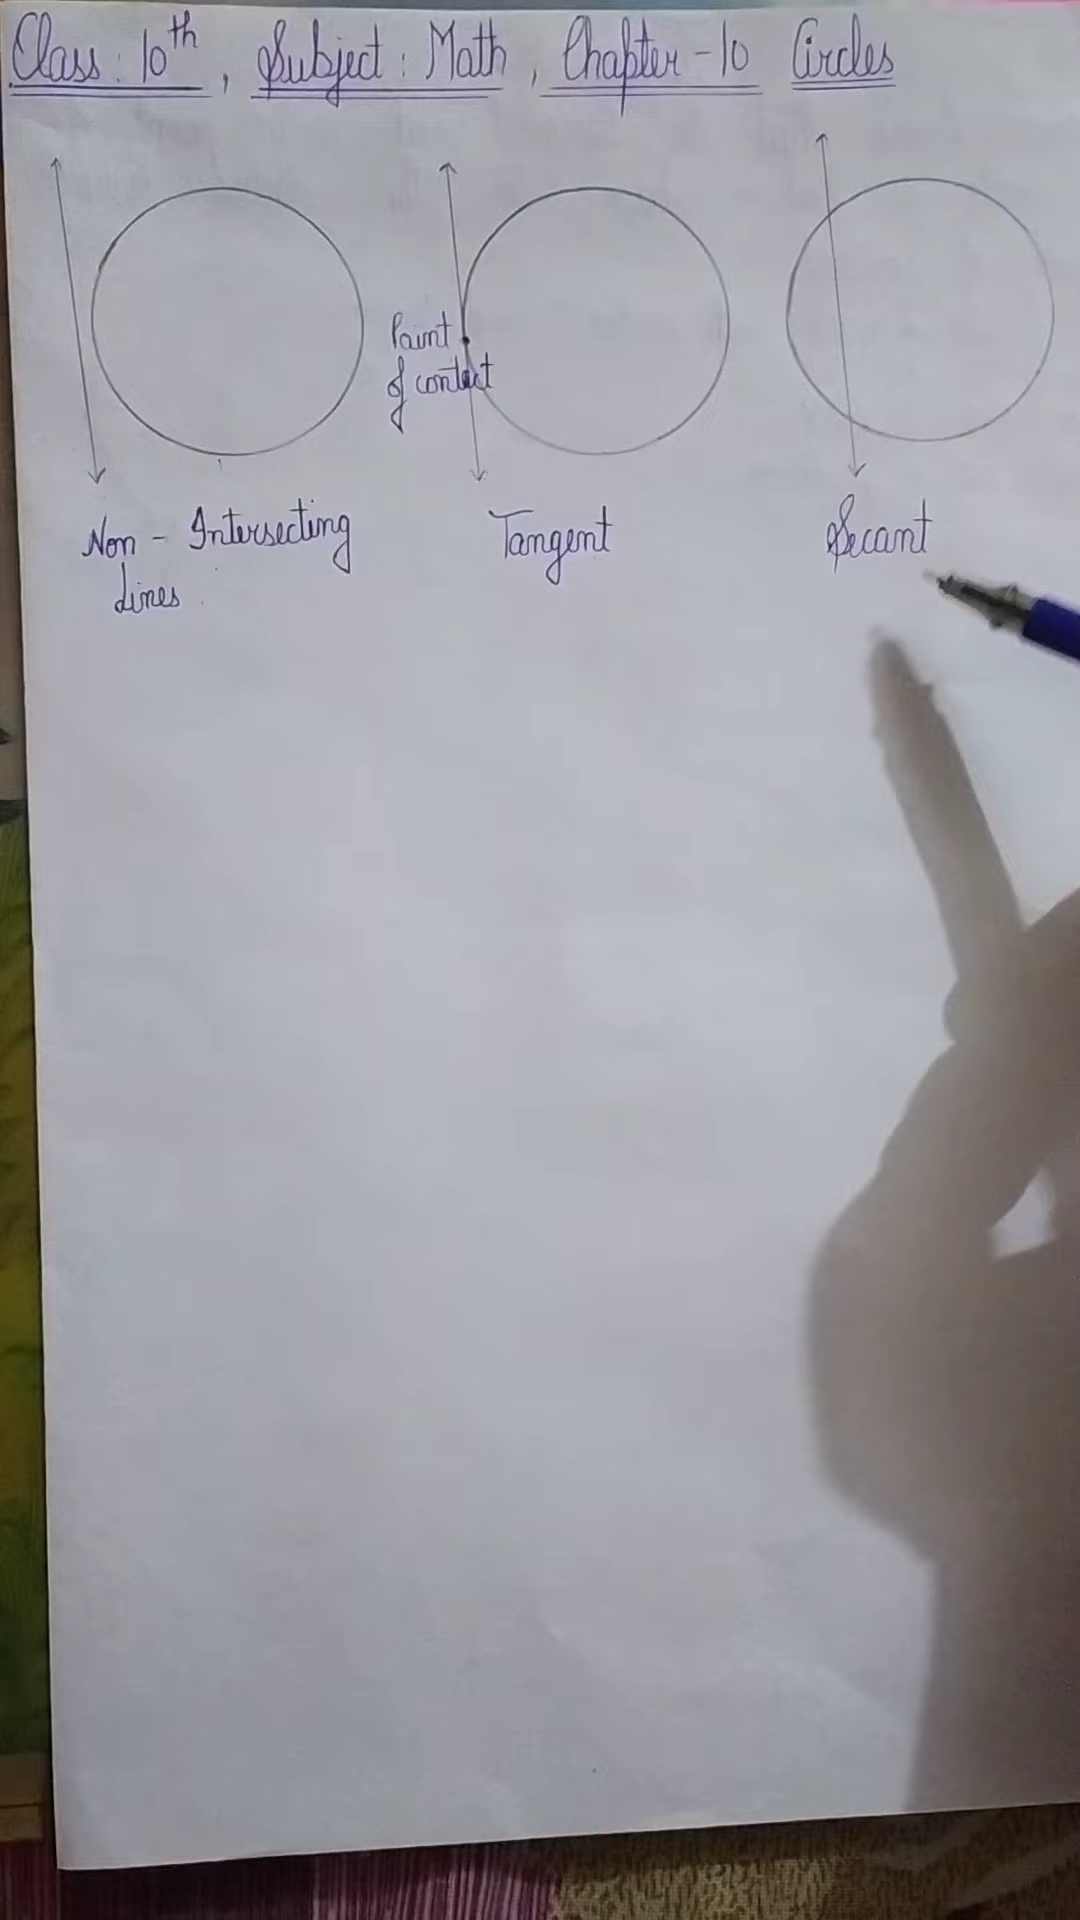 Class : 10th, Subject : Math, Chapter - 10 Circles
Point
of contact
Non - Intersecting
Lines
Tangent
Secant